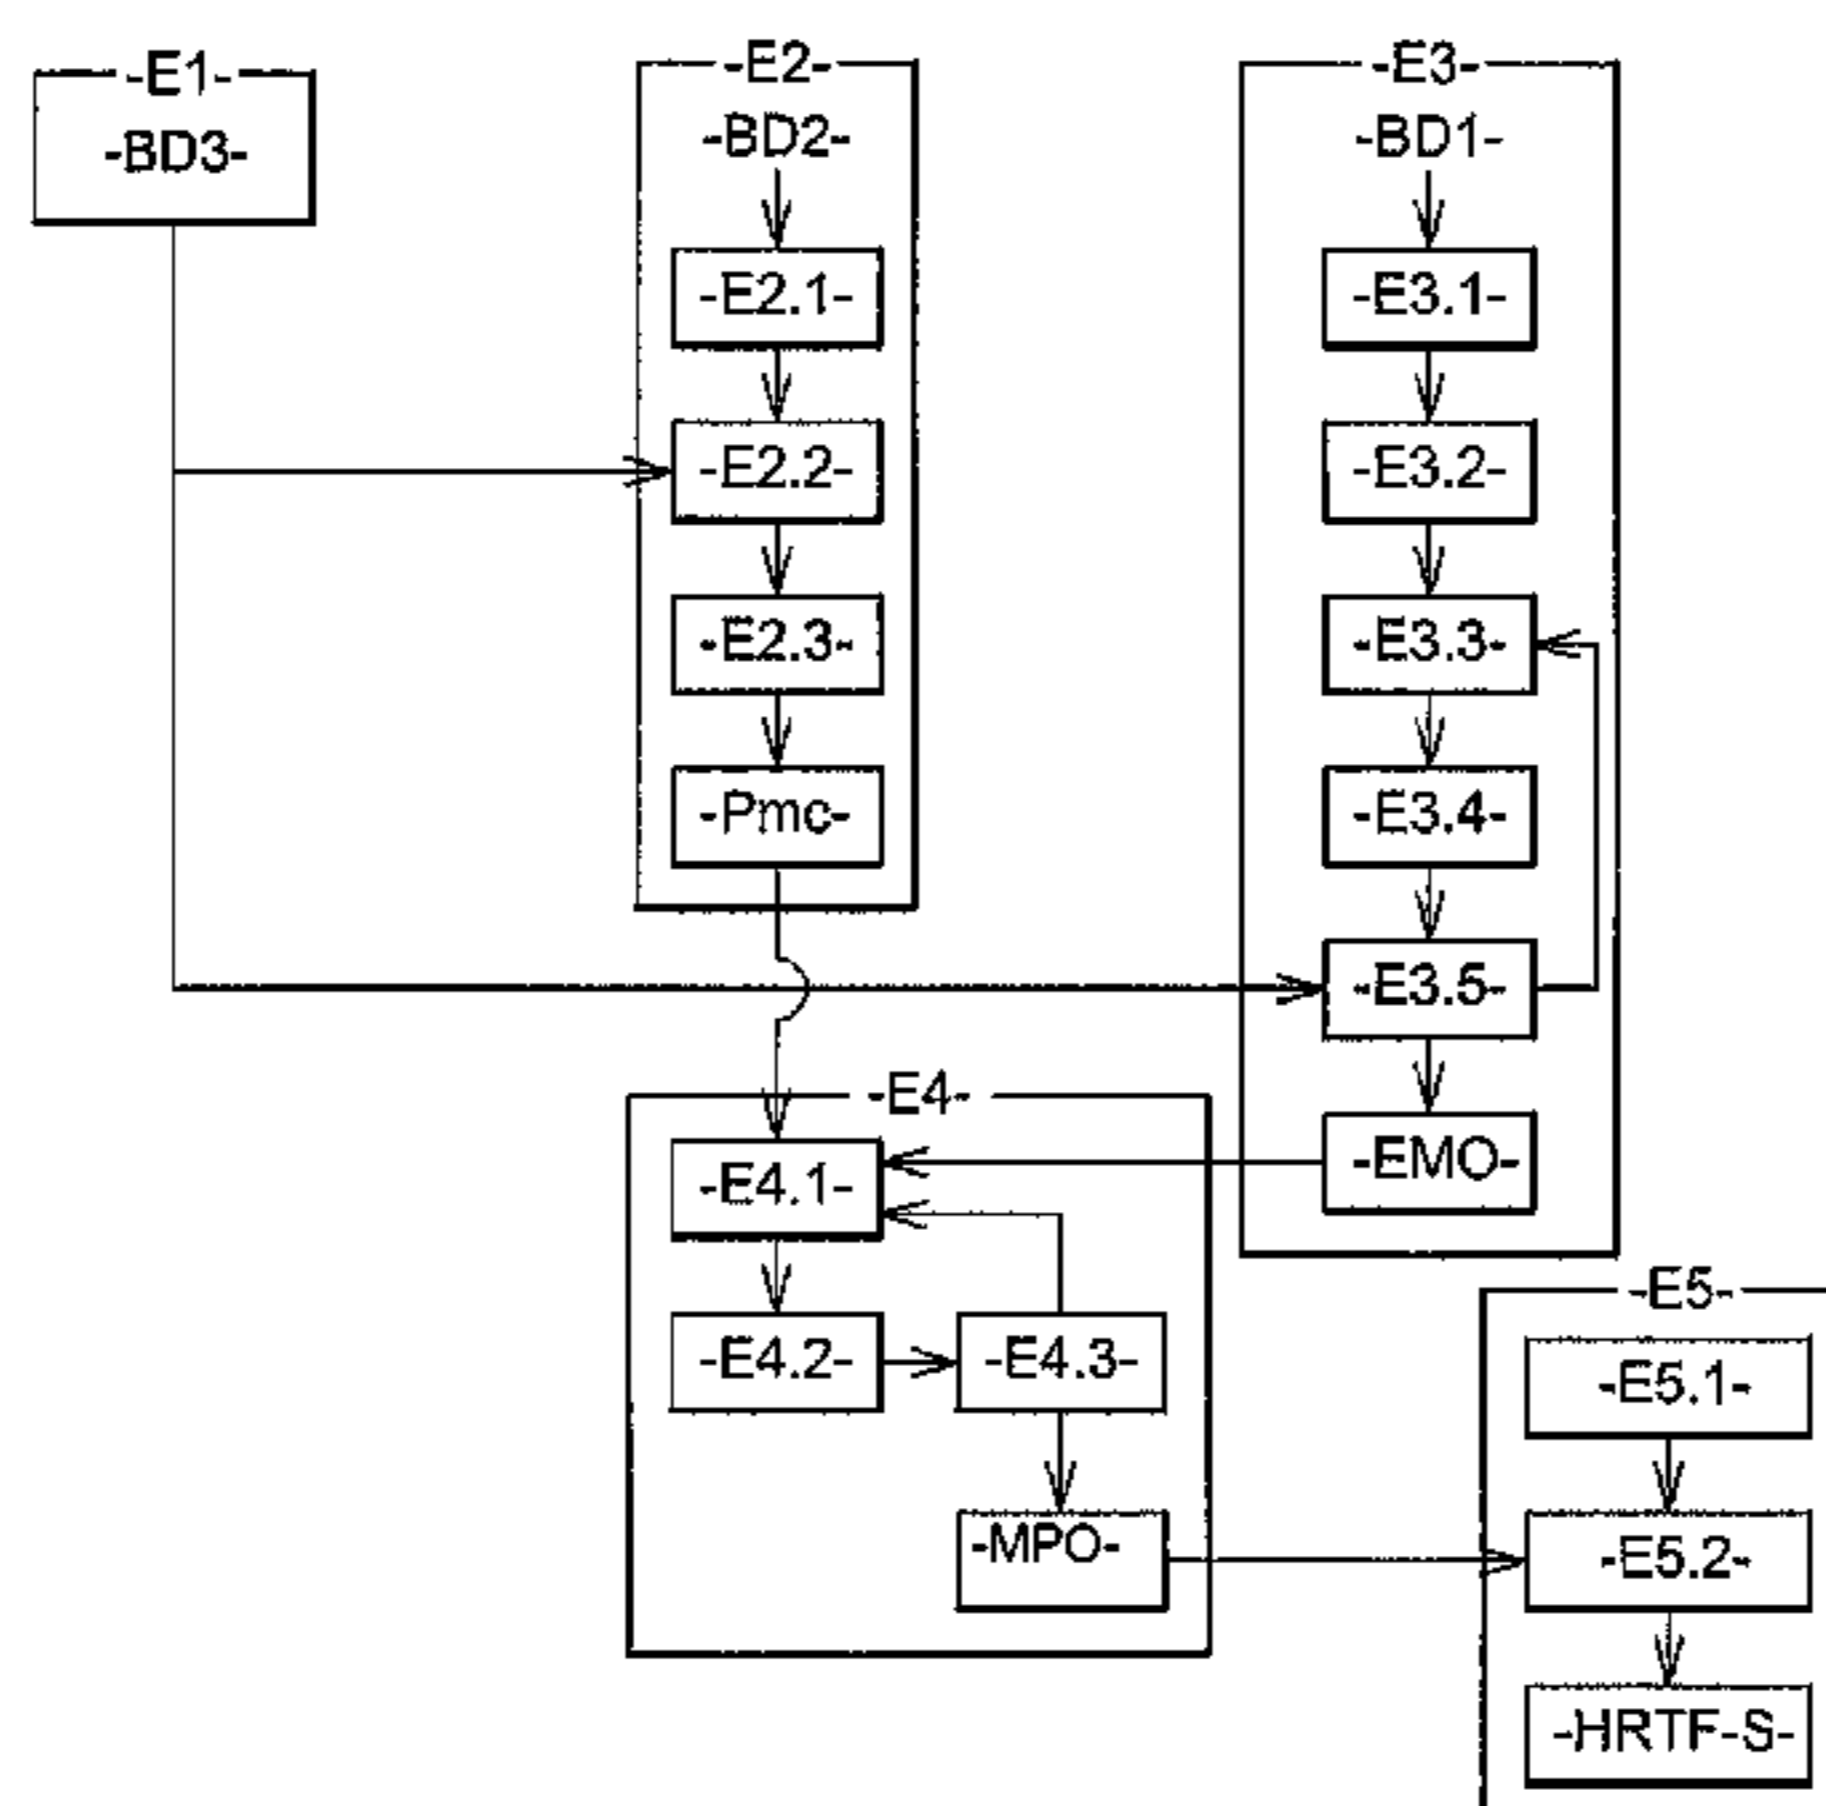 -E1-
-BD3-
-E2-
-BD2-
-E2.1-
-E2.2-
-E2.3-
-Pmc-
-E3-
-BD1-
-E3.1-
-E3.2-
-E3.3-
-E3.4-
-E3.5-
-EMO-
-E4-
-E4.1-
-E4.2-
-E4.3-
-MPO-
-E5-
-E5.1-
-E5.2-
-HRTF-S-